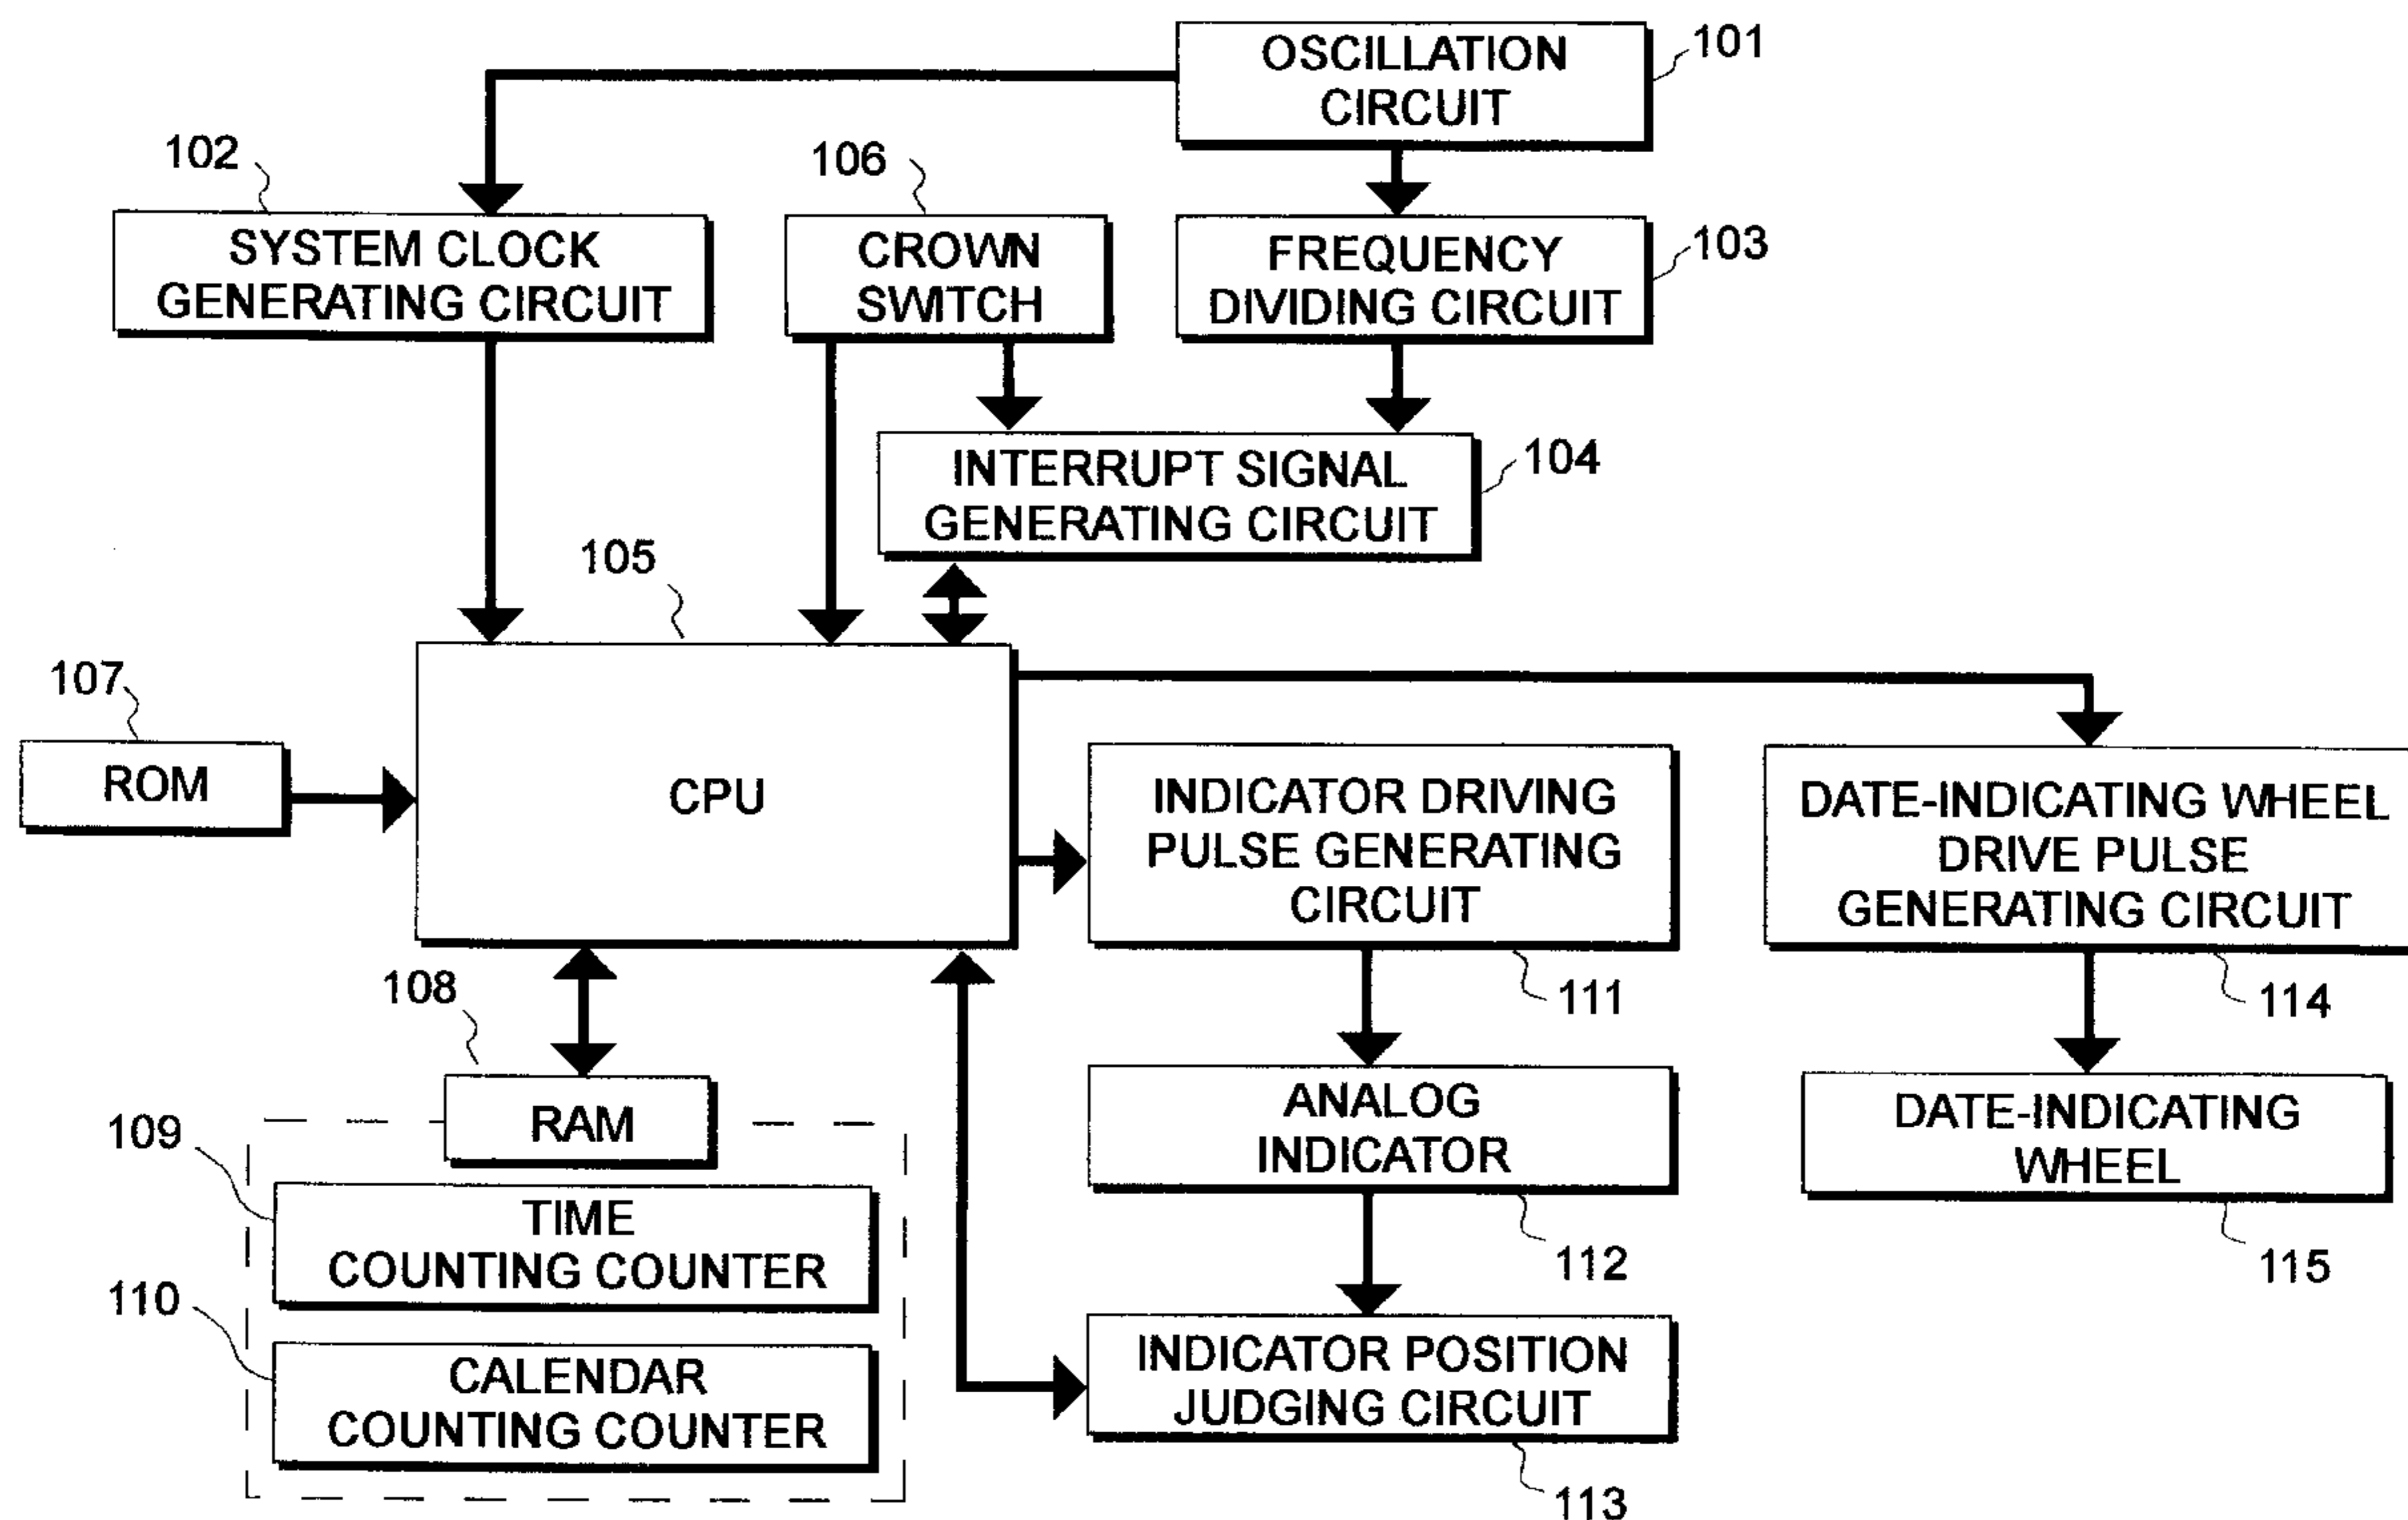 OSCILLATION
CIRCUIT
101
102
SYSTEM CLOCK
GENERATING CIRCUIT
106
CROWN
SWITCH
FREQUENCY
DIVIDING CIRCUIT
103
INTERRUPT SIGNAL
GENERATING CIRCUIT
104
105
CPU
107
ROM
INDICATOR DRIVING
PULSE GENERATING
CIRCUIT
111
DATE-INDICATING WHEEL
DRIVE PULSE
GENERATING CIRCUIT
114
108
RAM
109
TIME
COUNTING COUNTER
110
CALENDAR
COUNTING COUNTER
ANALOG
INDICATOR
112
DATE-INDICATING
WHEEL
115
INDICATOR POSITION
JUDGING CIRCUIT
113